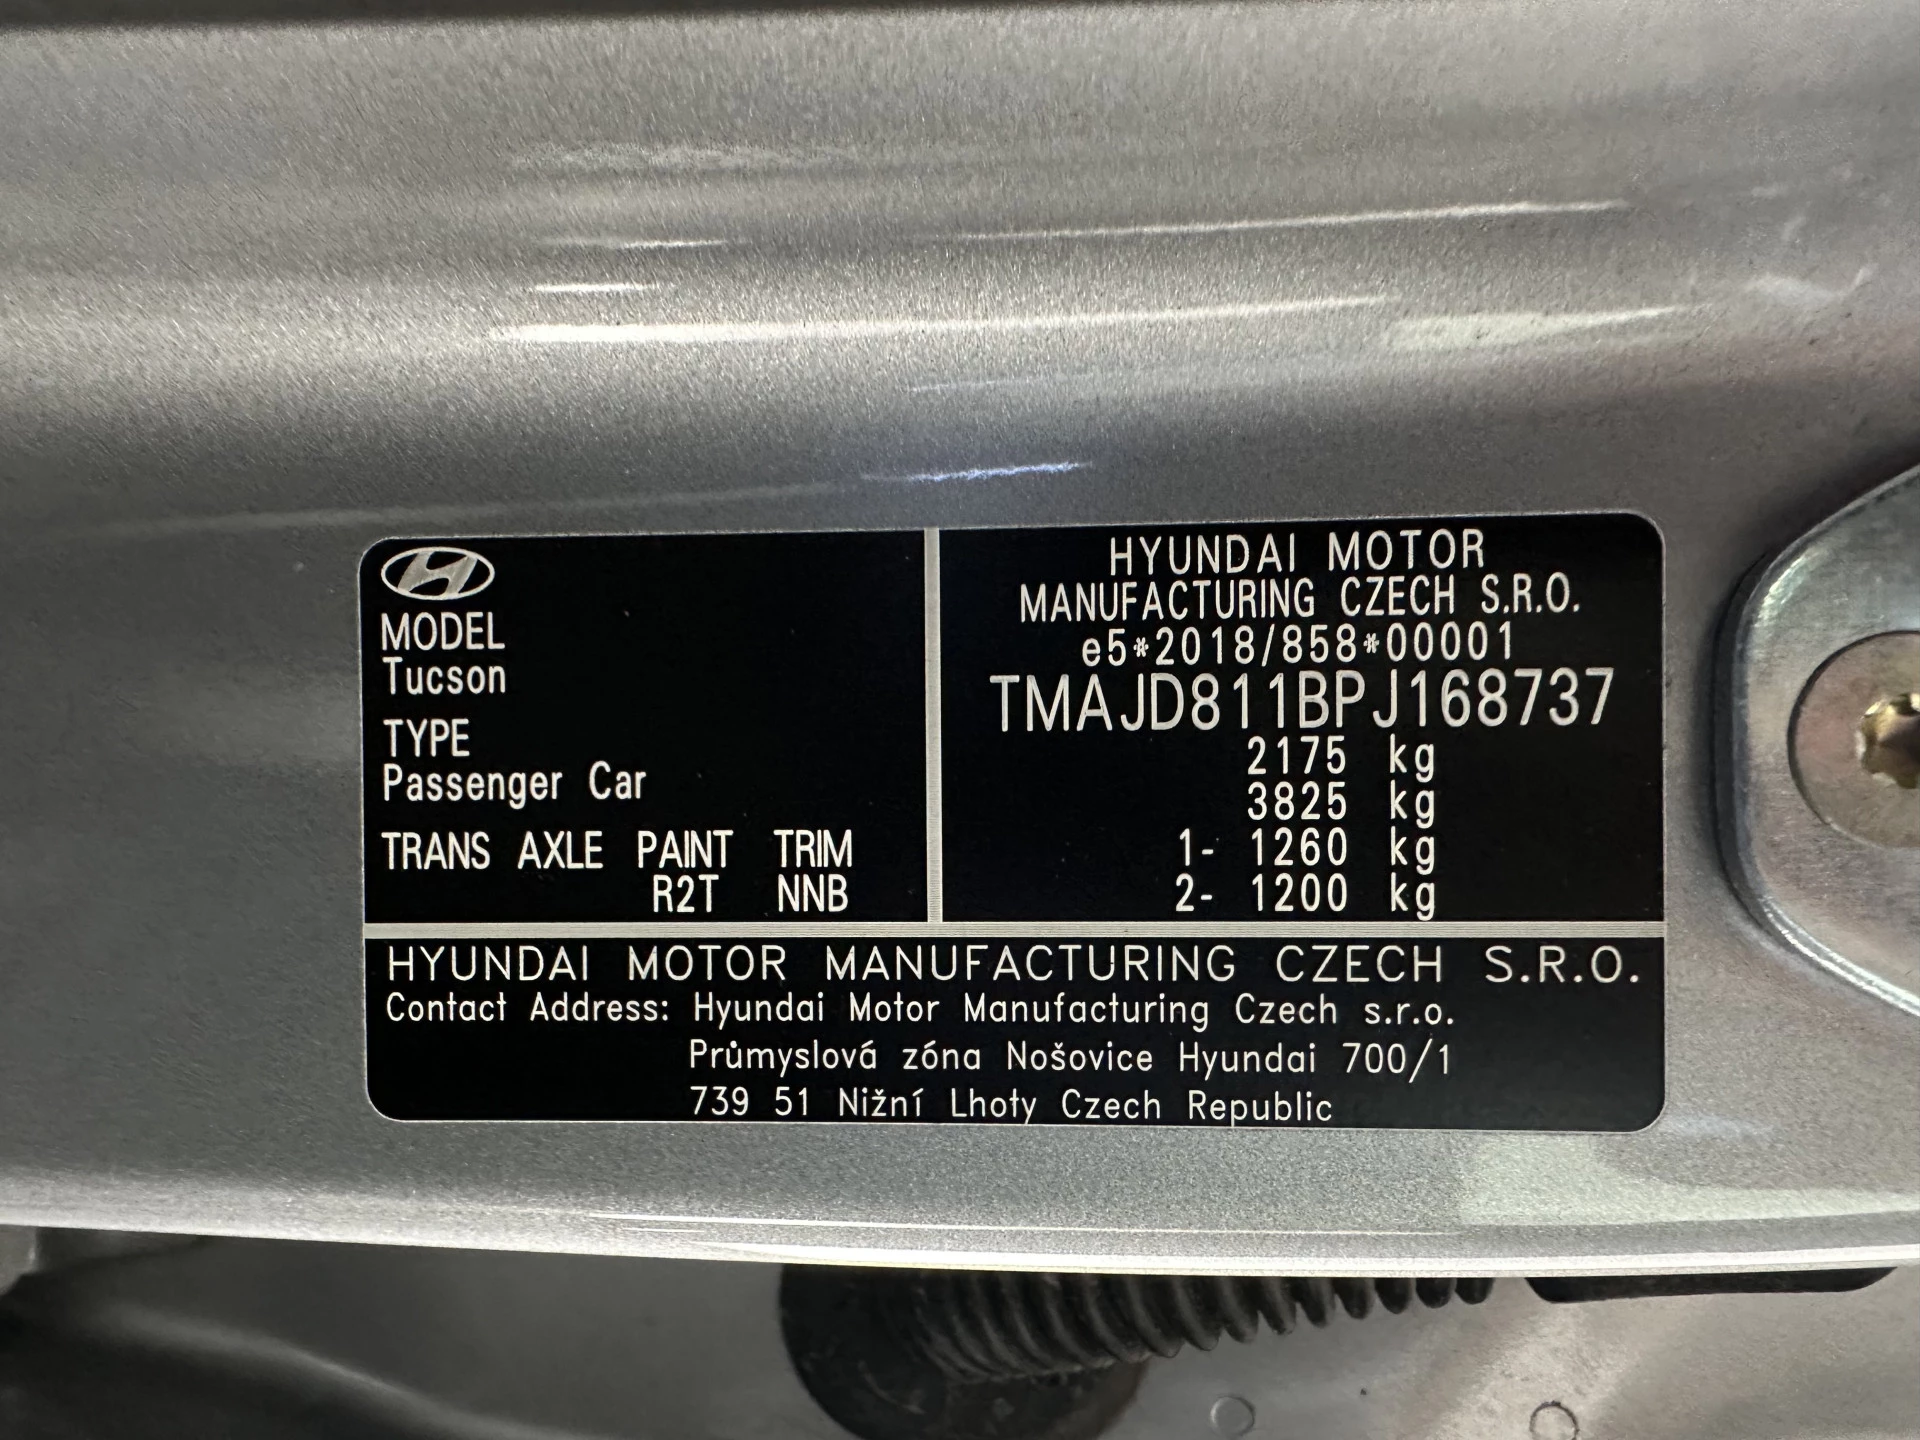 MODEL
Tucson
TYPE
Passenger Car
TRANS AXLE PAINT TRIM
R2T NNB
HYUNDAI MOTOR
MANUFACTURING CZECH S.R.O.
e5*2018/858*00001
TMAJD811BPJ168737
2175 kg
3825 kg
1- 1260 kg
2- 1200 kg
HYUNDAI MOTOR MANUFACTURING CZECH S.R.O.
Contact Address: Hyundai Motor Manufacturing Czech s.r.o.
Průmyslová zóna Nošovice Hyundai 700/1
739 51 Nižní Lhoty Czech Republic